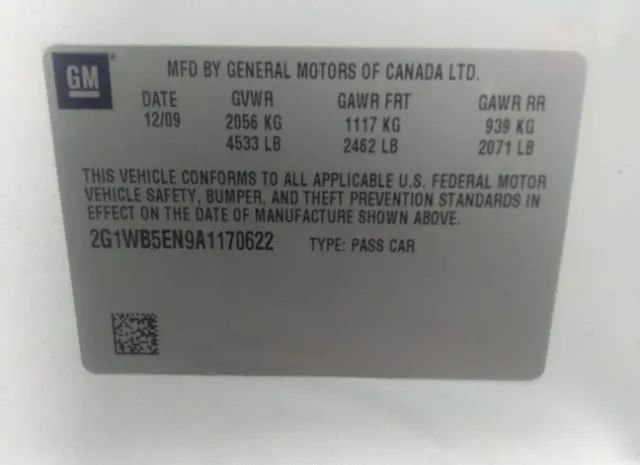 GM
MFD BY GENERAL MOTORS OF CANADA LTD.
DATE GVWR GAWR FRT GAWR RR
12/09 2056 KG 1117 KG 939 KG
4533 LB 2462 LB 2071 LB
THIS VEHICLE CONFORMS TO ALL APPLICABLE U.S. FEDERAL MOTOR
VEHICLE SAFETY, BUMPER, AND THEFT PREVENTION STANDARDS IN
EFFECT ON THE DATE OF MANUFACTURE SHOWN ABOVE.
2G1WB5EN9A1170622 TYPE: PASS CAR